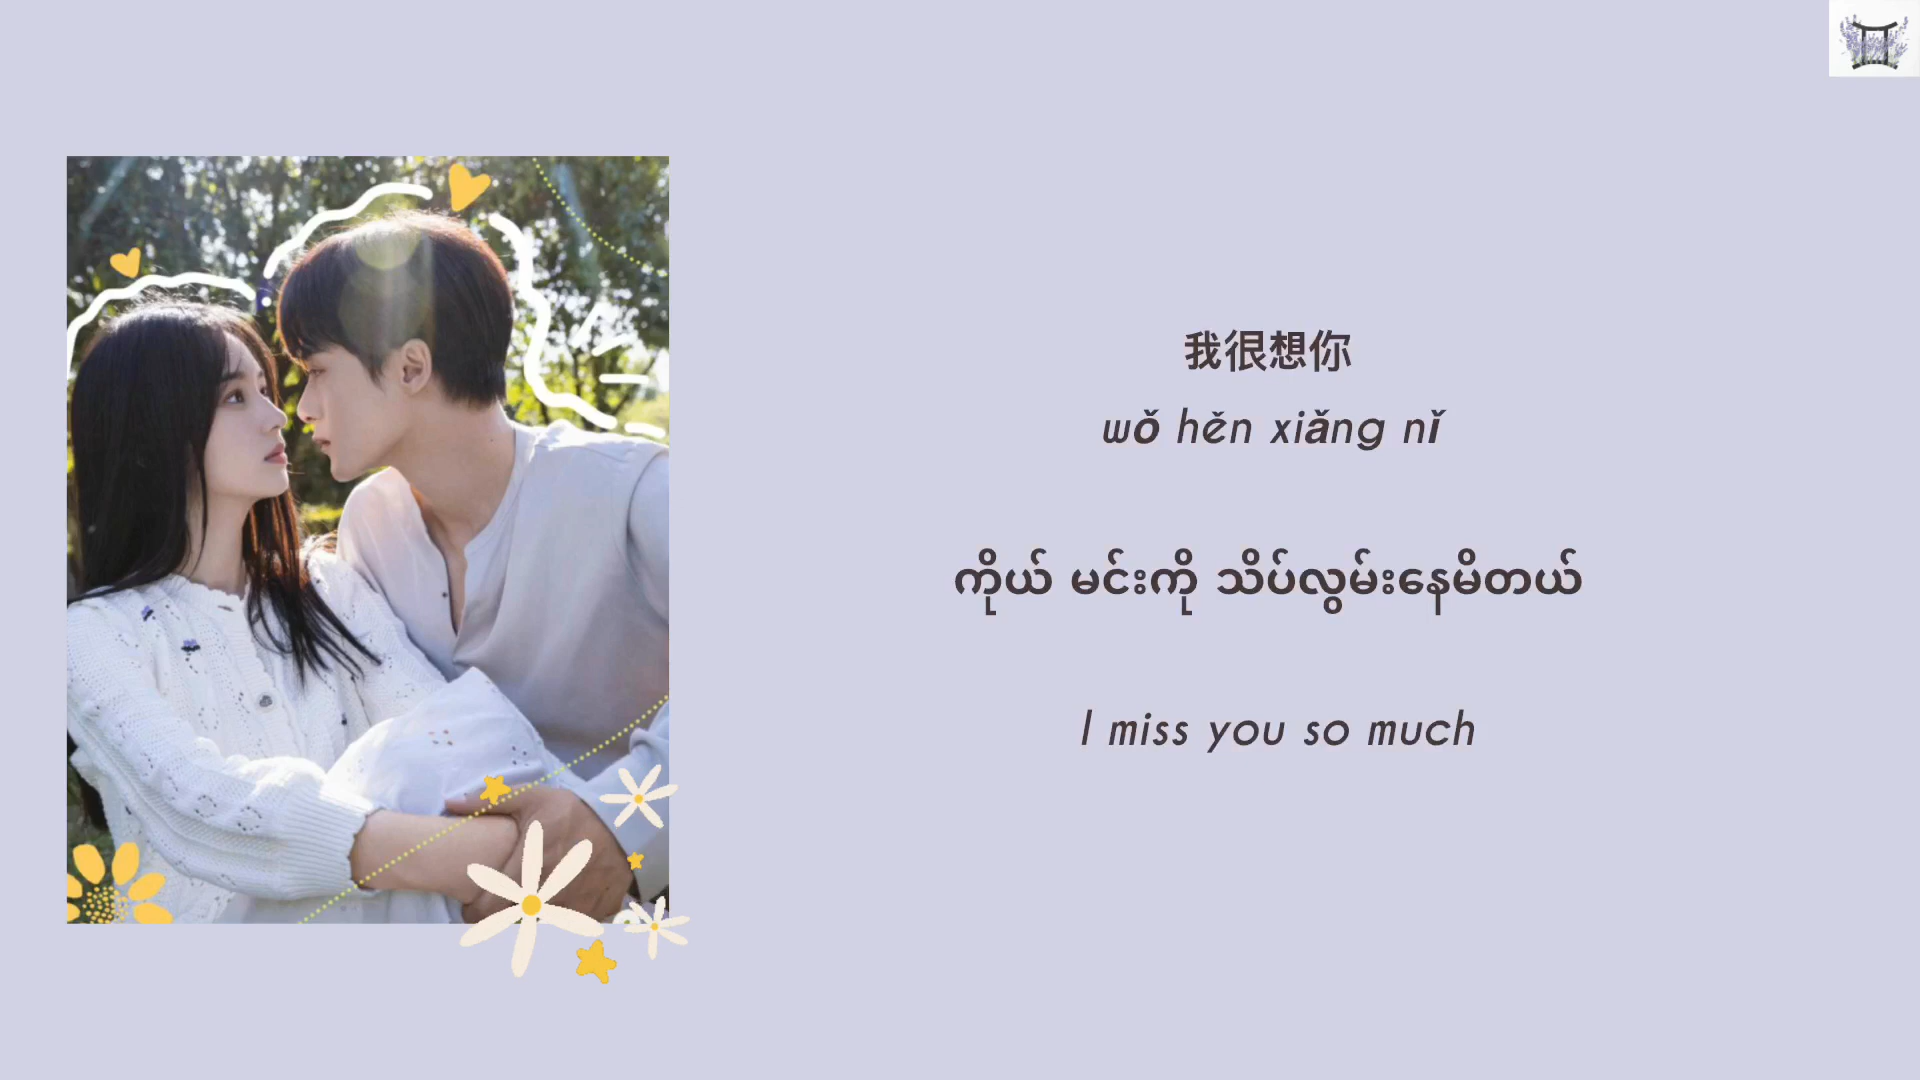 我很想你
wǒ hěn xiǎng nǐ
ကိုယ် မင်းကို သိပ်လွမ်းနေမိတယ်
I miss you so much